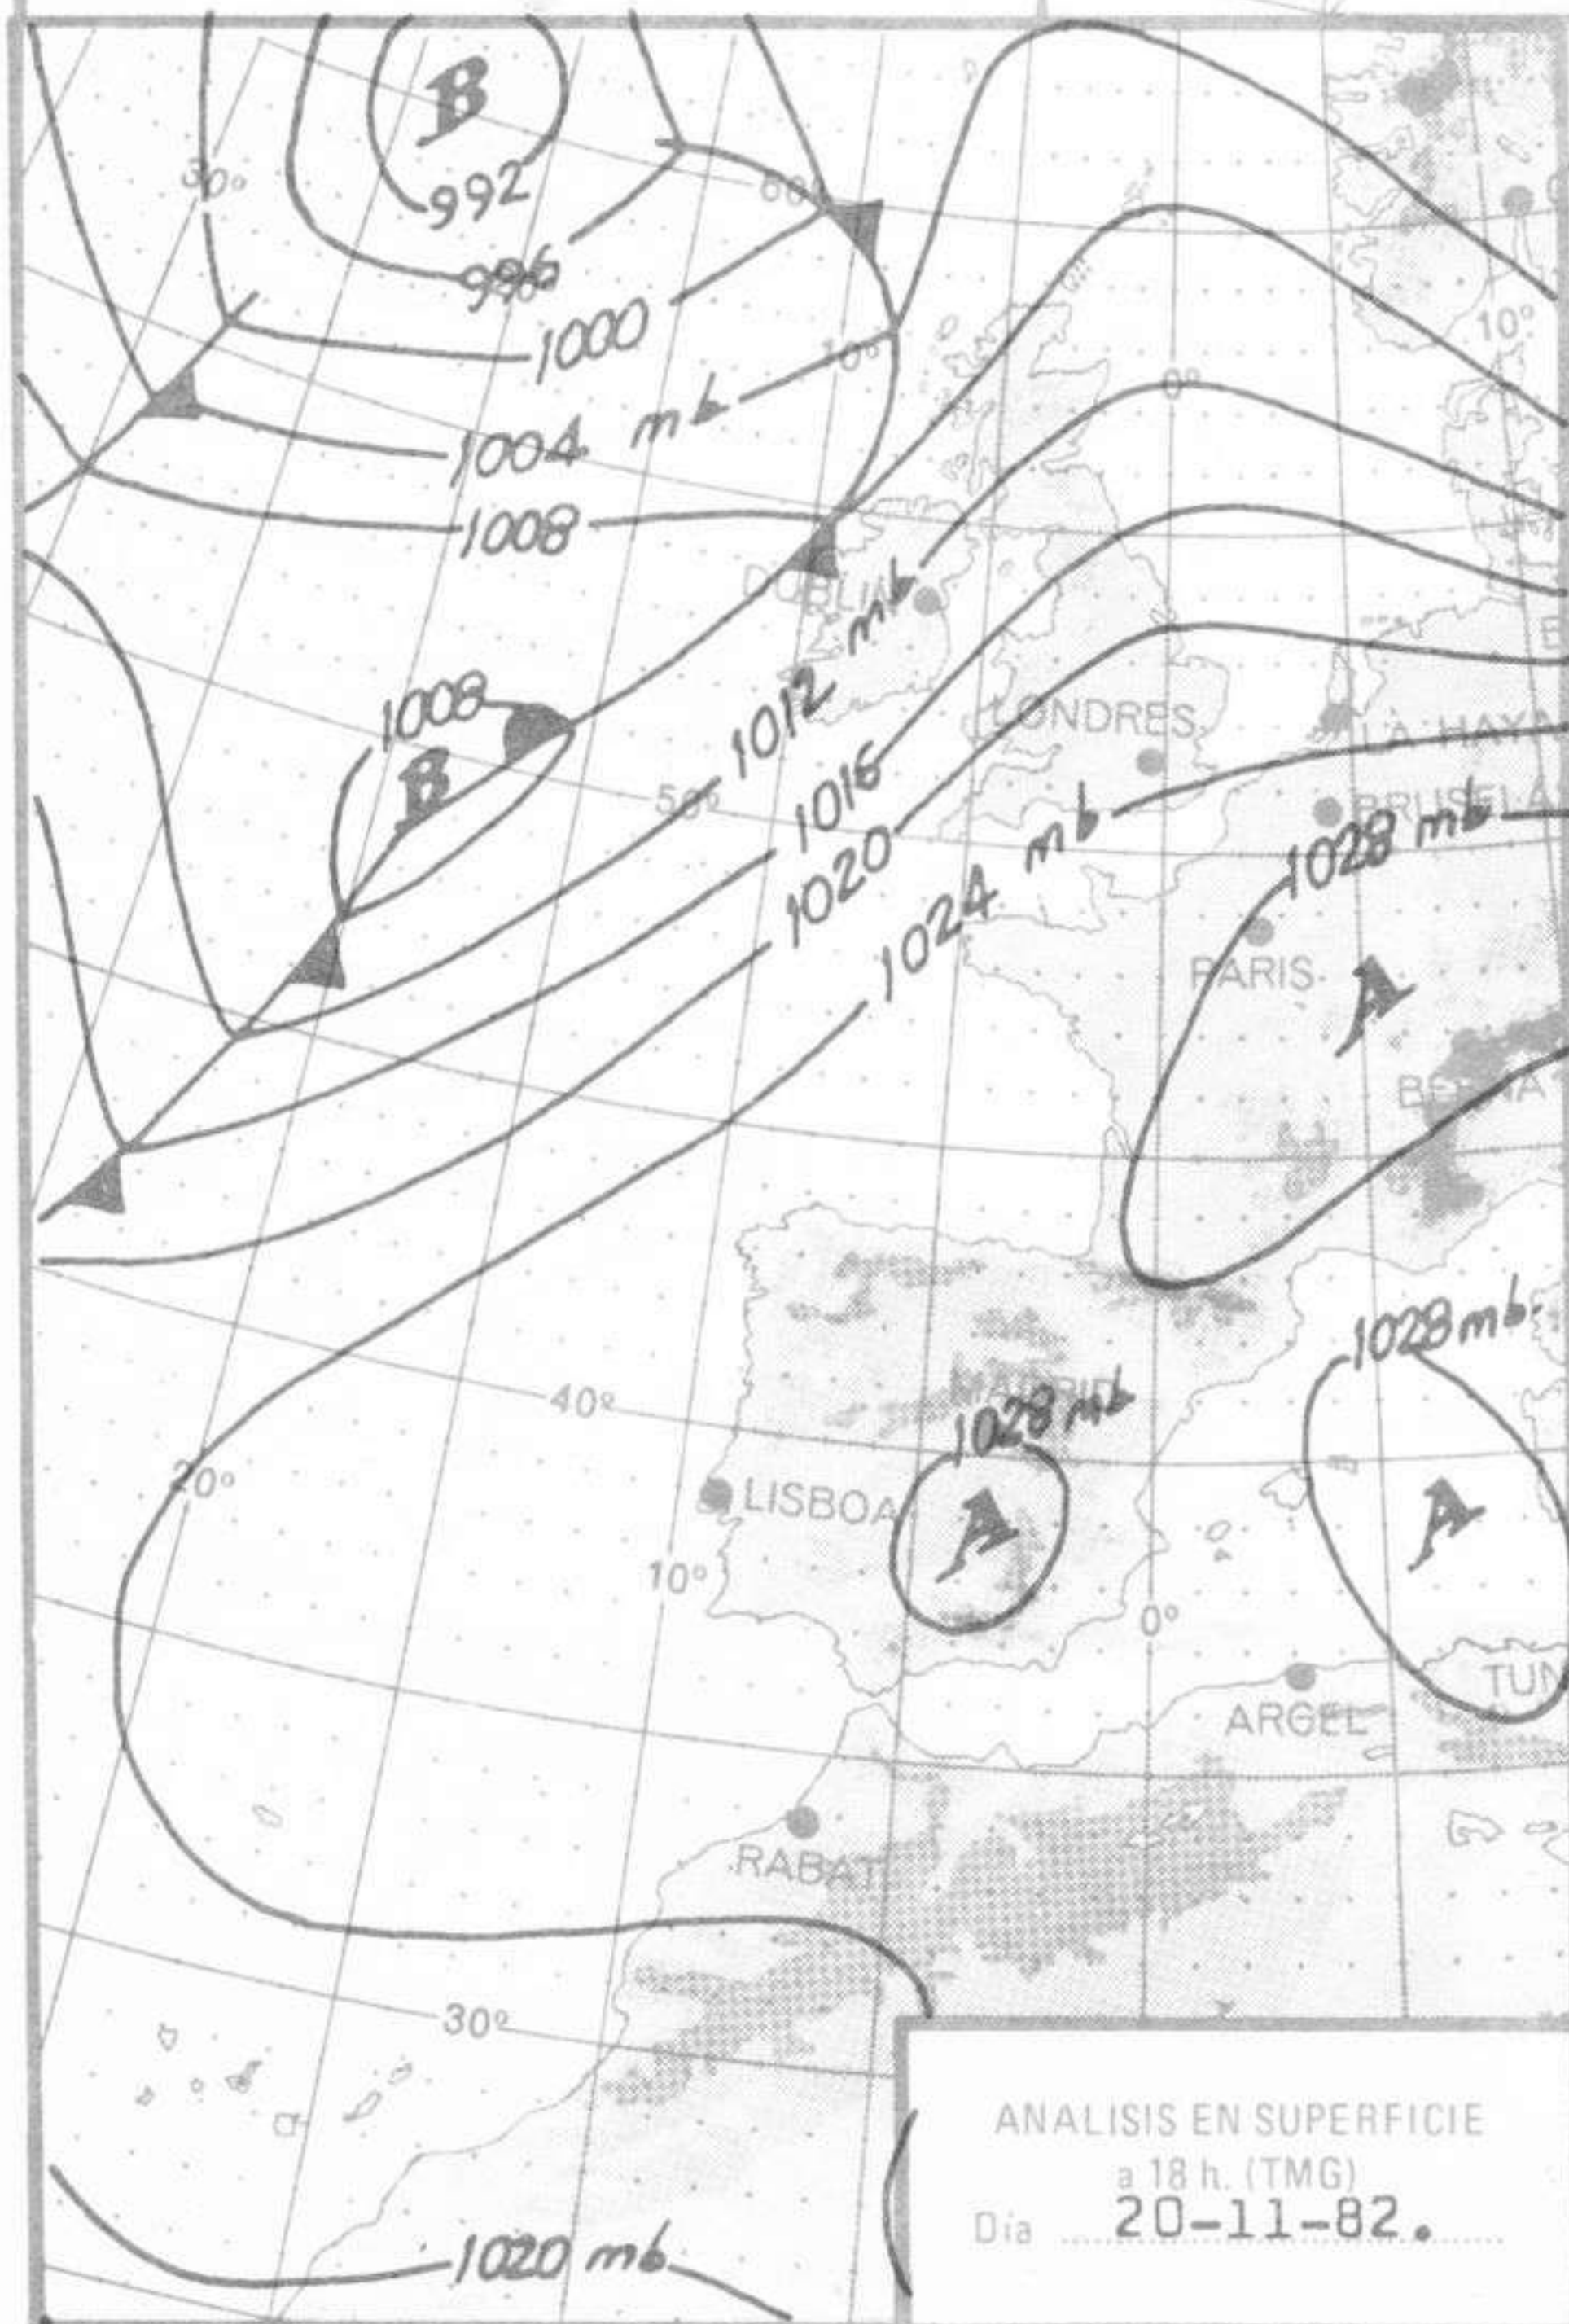 B
992
30°
60°
996
1000
10°
10°
1004 mb
0°
1008
DUBLIN
mb
1008
1012
LONDRES
LA HAYA
B
50°
1016
mb
BRUSELA
1028 mb
1020
1024
PARIS
A
BERNA
1028 mb.
40°
MADRID
1028 mb
20°
LISBOA
A
A
10°
0°
TUN
ARGEL
RABAT
30°
ANALISIS EN SUPERFICIE
a 18 h. (TMG)
Día 20-11-82.
1020 mb